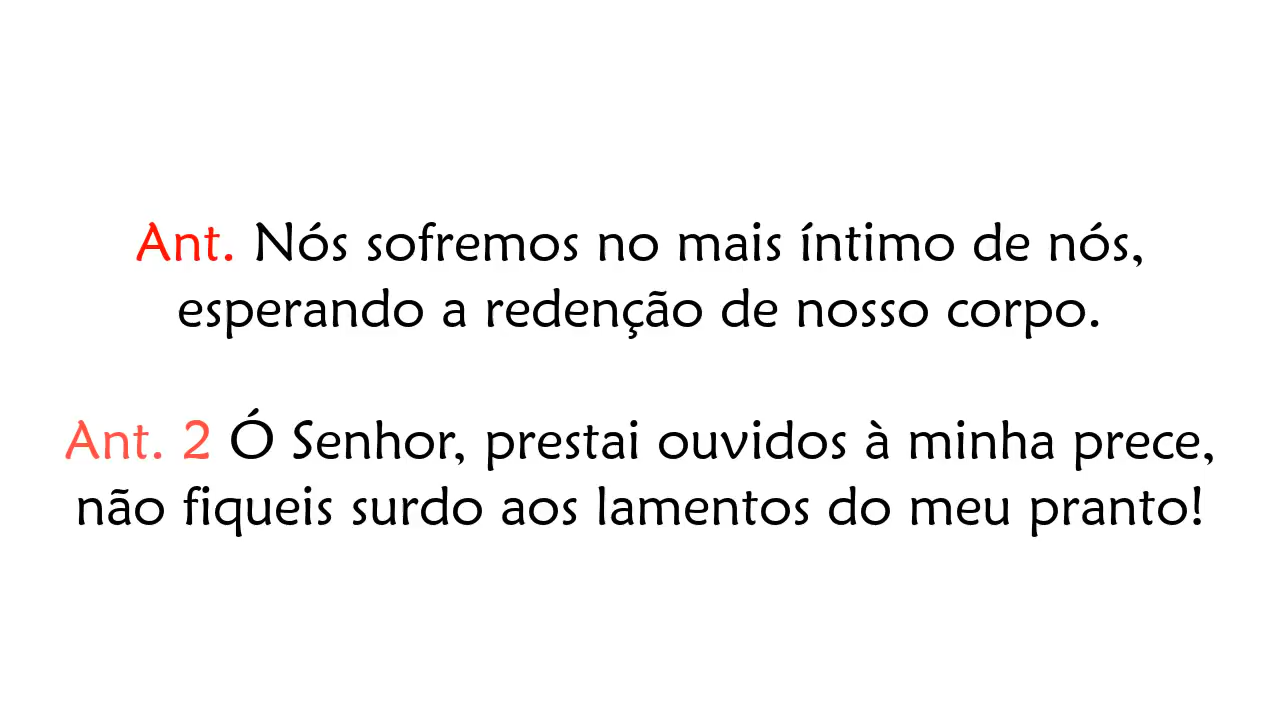 Ant. Nós sofremos no mais íntimo de nós,
esperando a redenção de nosso corpo.
Ant. 2 Ó Senhor, prestai ouvidos à minha prece,
não fiqueis surdo aos lamentos do meu pranto!